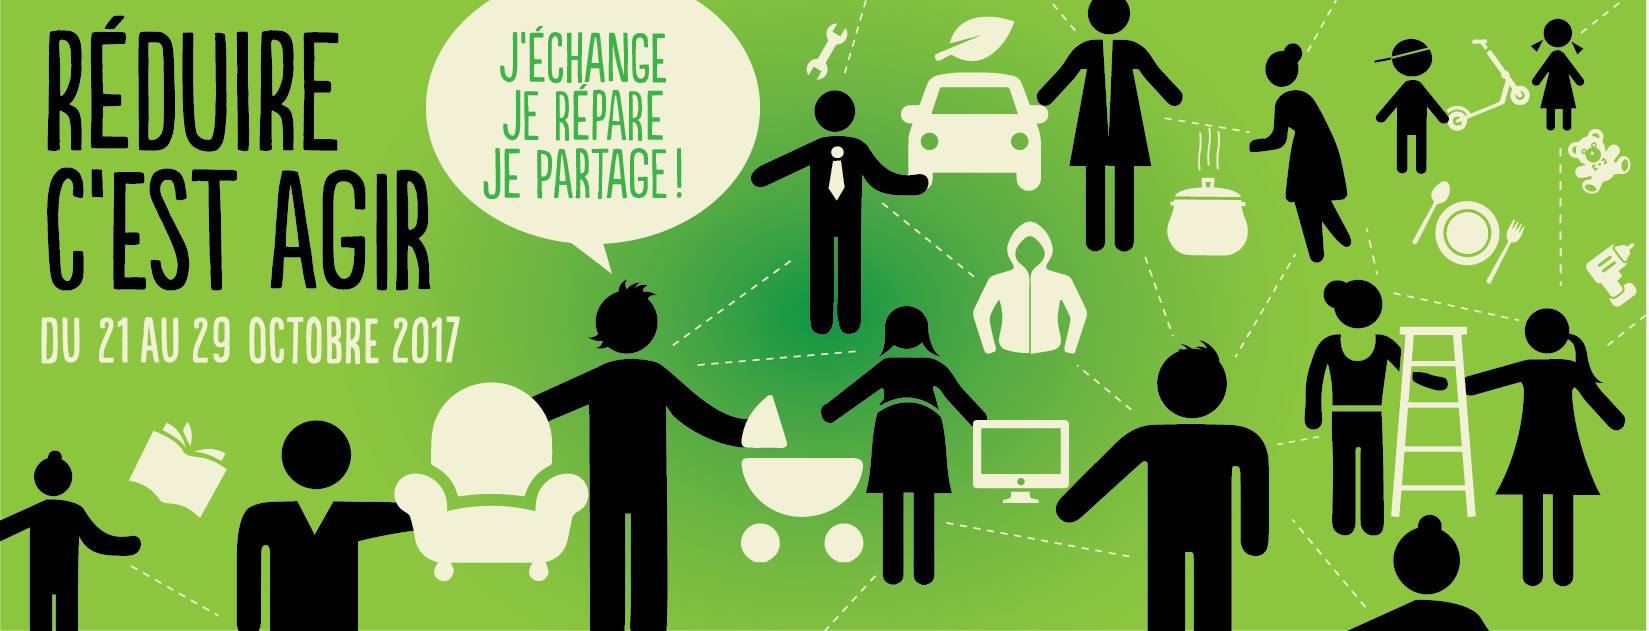 RÉDUIRE
C'EST AGIR
DU 21 AU 29 OCTOBRE 2017
J'ÉCHANGE
JE RÉPARE
JE PARTAGE !